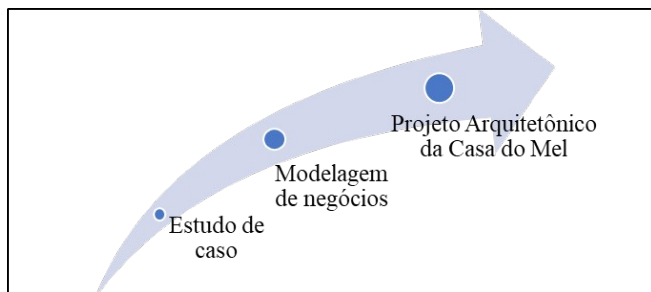 Projeto Arquitetônico
da Casa do Mel
Modelagem
de negócios
Estudo de
caso